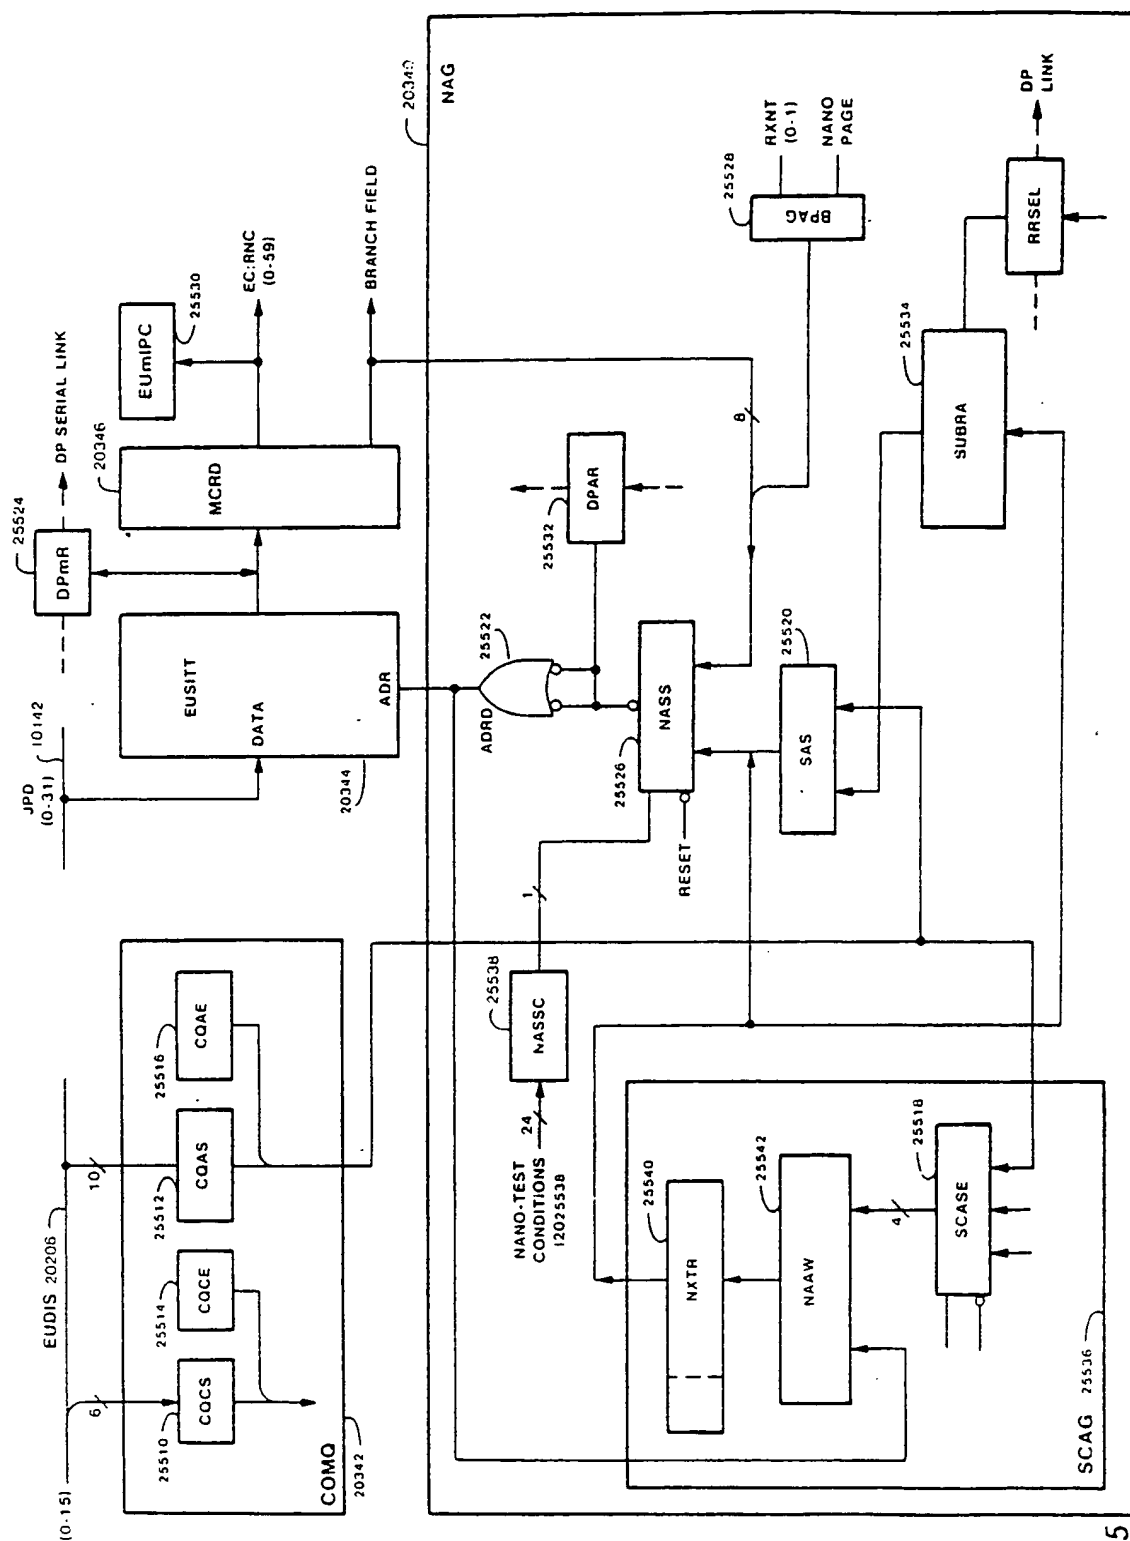 EUDIS 20206
(0-15)
6
10
25510
CQCS
25514
CQCE
25512
CQAS
25516
CQAE
COMQ
20342
JPD
(0-31)
10142
DPmR
25524
DP SERIAL LINK
EUSITT
DATA
ADR
20344
MCRD
20346
EUmIPC
25530
EC:RNC
(0-59)
BRANCH FIELD
20340
NAG
ADRD
25522
DPAR
25532
8
BPAG
25528
RXNT
(0-1)
NANO
PAGE
NASS
25526
RESET
1
NASSC
25538
24
NANO-TEST
CONDITIONS
12025538
SAS
25520
SUBRA
25534
RRSEL
DP
LINK
NXTR
25540
NAAW
25542
4
SCASE
25518
SCAG
25536
5